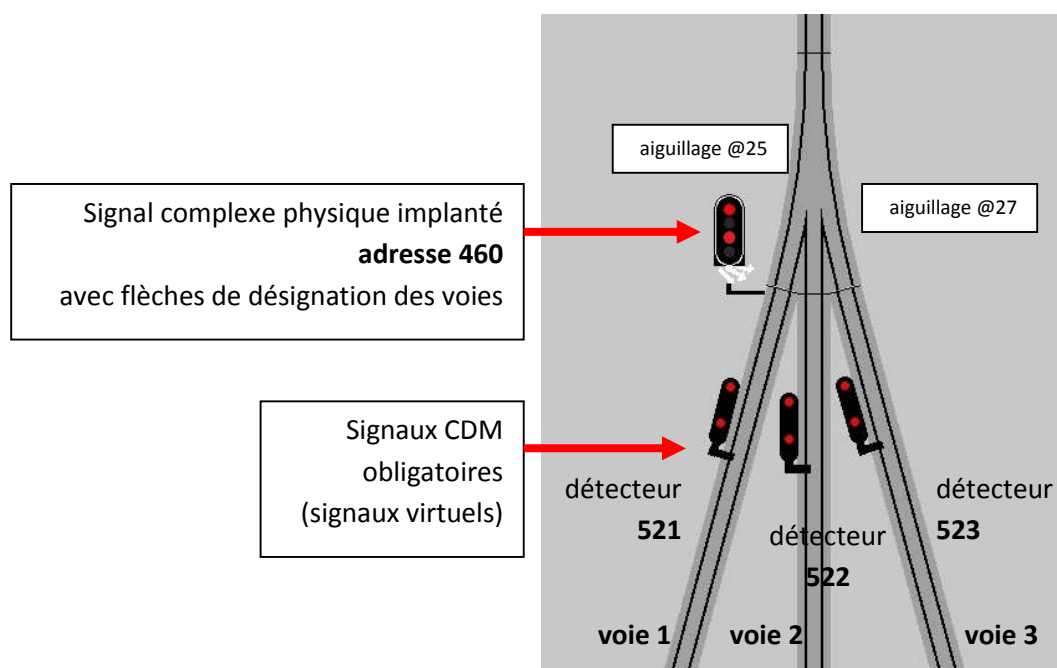 aiguillage @25
Signal complexe physique implanté
adresse 460
avec flèches de désignation des voies
aiguillage @27
Signaux CDM
obligatoires
(signaux virtuels)
détecteur
521
détecteur
522
détecteur
523
voie 1
voie 2
voie 3